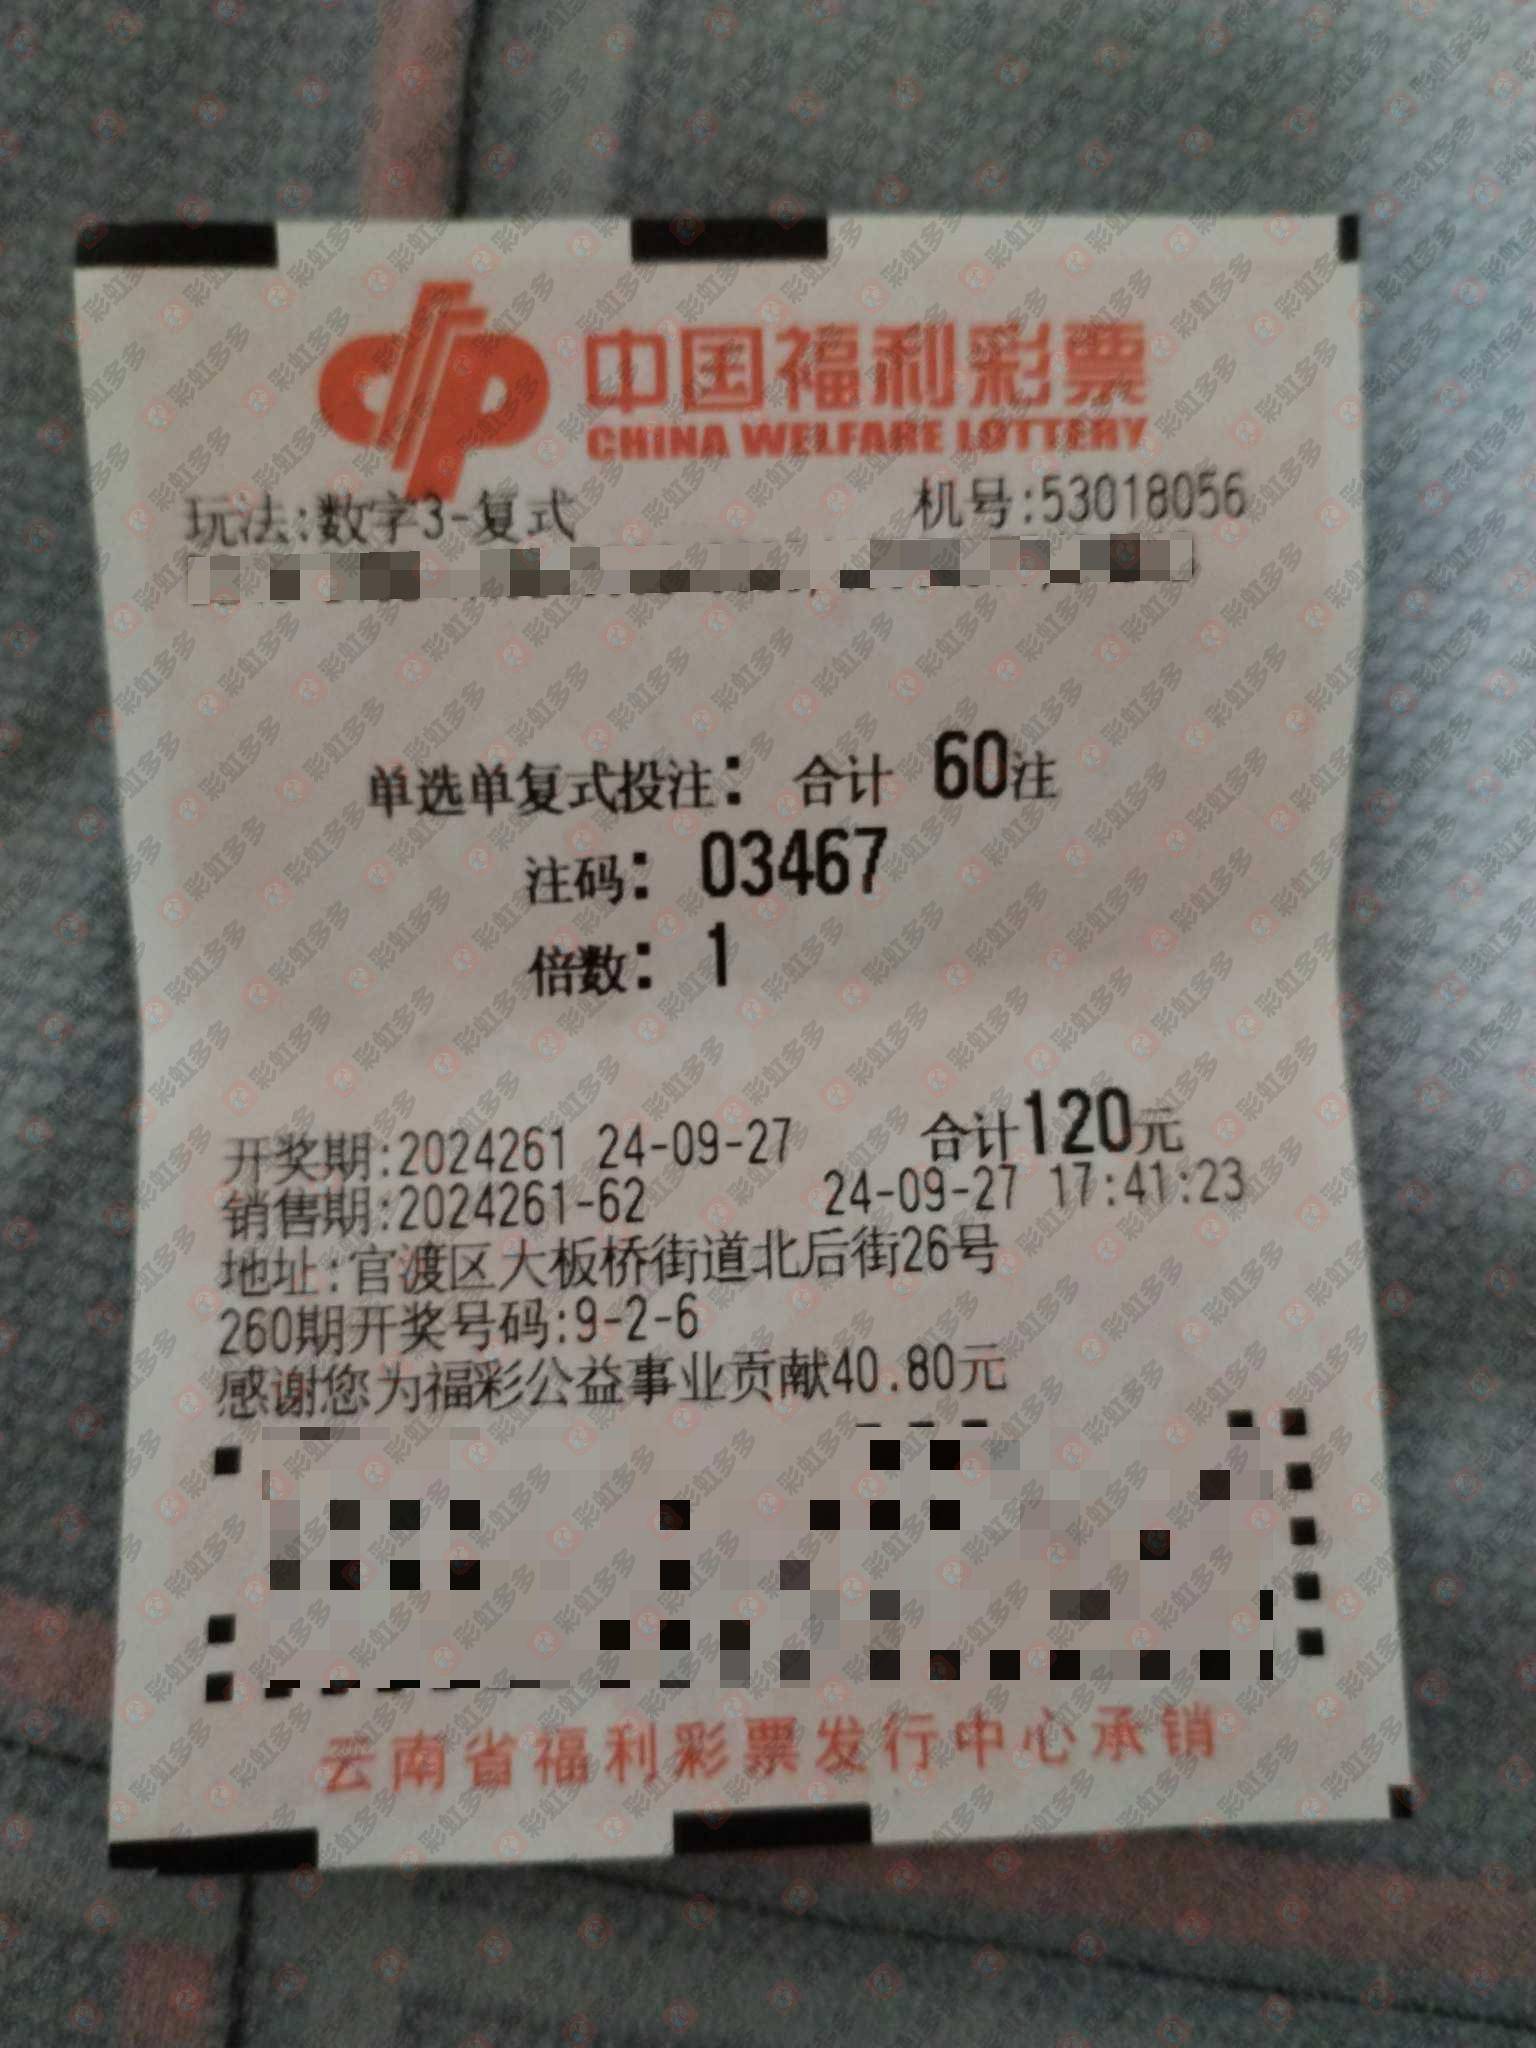 中国福利彩票
CHINA WELFARE LOTTERY
玩法:数字3-复式 机号:53018056
单选单复式投注: 合计 60注
注码: 03467
倍数: 1
开奖期:2024261 24-09-27 合计120元
销售期:2024261-62 24-09-27 17:41:23
地址:官渡区大板桥街道北后街26号
260期开奖号码:9-2-6
感谢您为福彩公益事业贡献40.80元
云南省福利彩票发行中心承销
彩虹多多